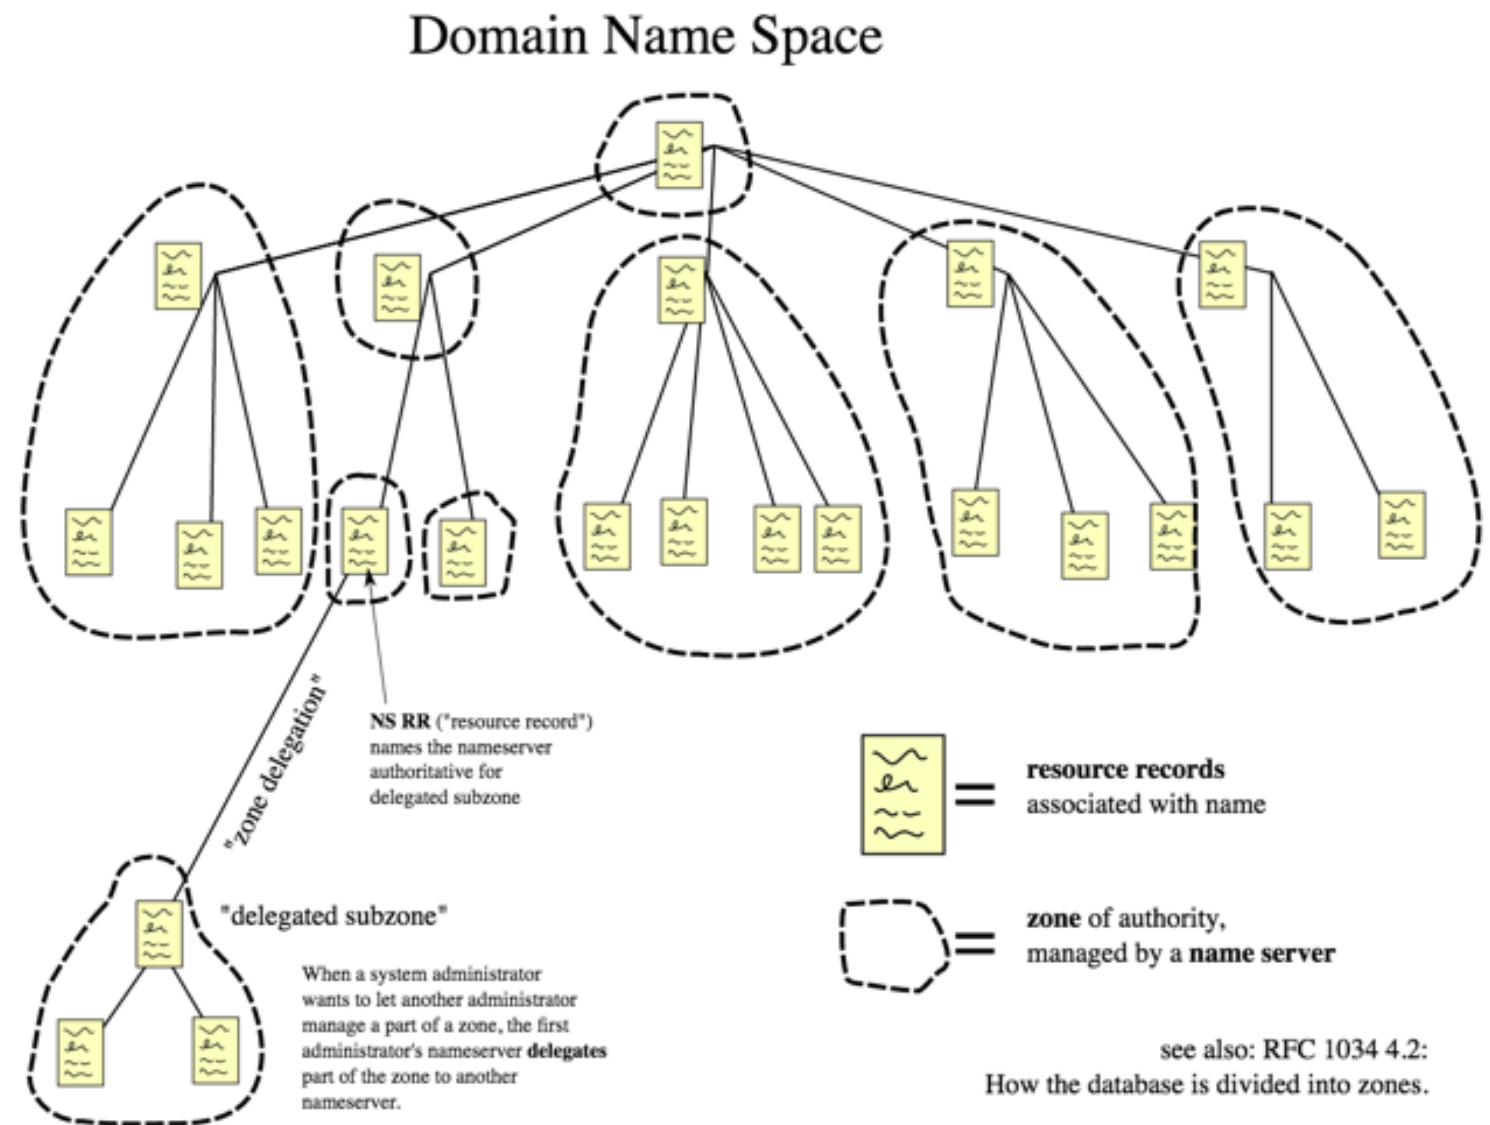 Domain Name Space
NS RR ("resource record")
names the nameserver
authoritative for
delegated subzone
"zone delegation"
resource records
associated with name
"delegated subzone"
zone of authority,
managed by a name server
When a system administrator
wants to let another administrator
manage a part of a zone, the first
administrator's nameserver delegates
part of the zone to another
nameserver.
see also: RFC 1034 4.2:
How the database is divided into zones.